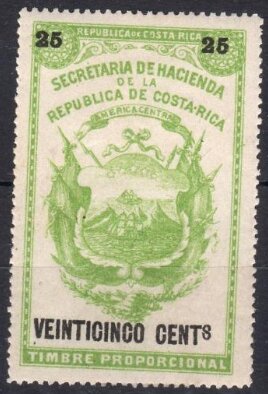 REPUBLICA DE COSTA-RICA
25 25
SECRETARIA DE HACIENDA
DE LA
REPUBLICA DE COSTA-RICA
AMERICA CENTRAL
VEINTICINCO CENTS
TIMBRE PROPORCIONAL